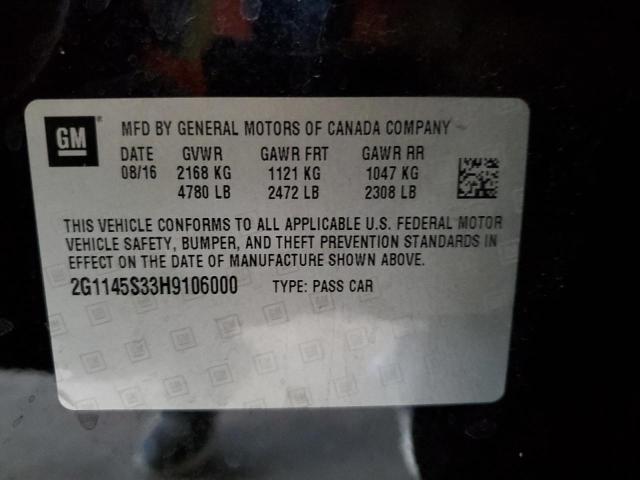 GM
MFD BY GENERAL MOTORS OF CANADA COMPANY
DATE GVWR GAWR FRT GAWR RR
08/16 2168 KG 1121 KG 1047 KG
4780 LB 2472 LB 2308 LB
THIS VEHICLE CONFORMS TO ALL APPLICABLE U.S. FEDERAL MOTOR
VEHICLE SAFETY, BUMPER, AND THEFT PREVENTION STANDARDS IN
EFFECT ON THE DATE OF MANUFACTURE SHOWN ABOVE.
2G1145S33H9106000 TYPE: PASS CAR